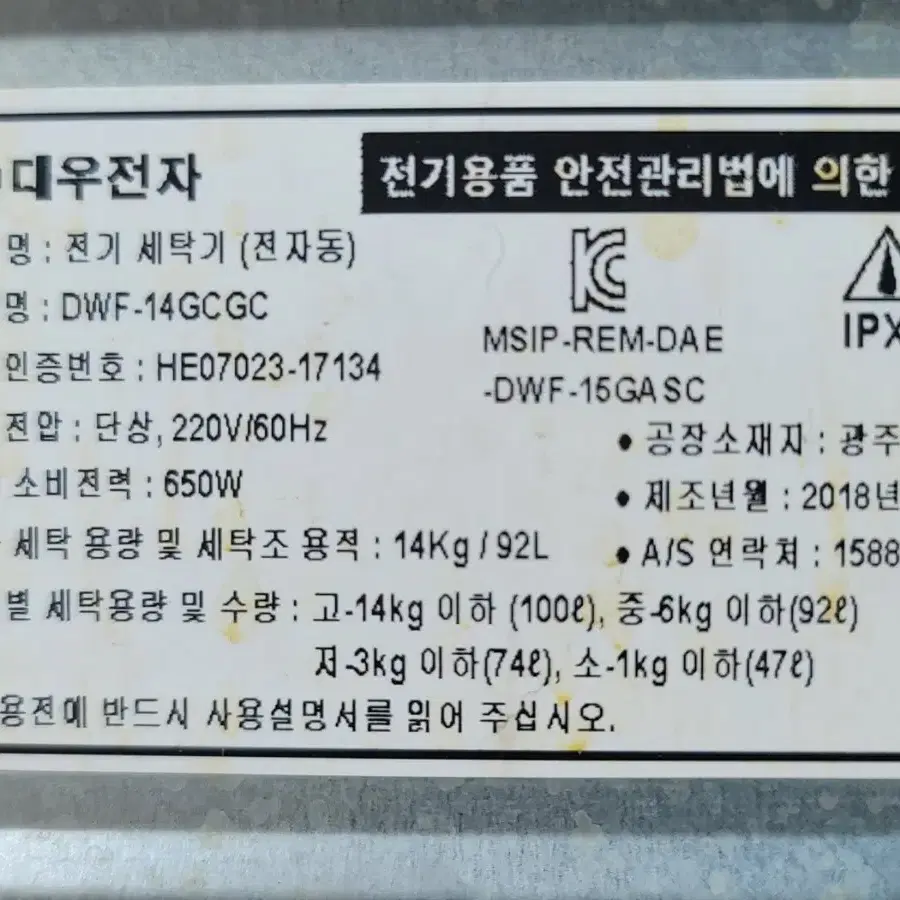 대우전자
전기용품 안전관리법에 의한
명 : 전기 세탁기 (전자동)
명 : DWF-14GCGC
인증번호 : HE07023-17134
전압 : 단상, 220V/60Hz
소비전력 : 650W
MSIP-REM-DAE
-DWF-15GASC
IPX
• 공장소재지 : 광주
• 제조년월 : 2018년
• A/S 연락처 : 1588
세탁 용량 및 세탁조 용적 : 14Kg / 92L
별 세탁용량 및 수량 : 고-14kg 이하 (100ℓ), 중-6kg 이하(92ℓ)
저-3kg 이하(74ℓ), 소-1kg 이하(47ℓ)
용전에 반드시 사용설명서를 읽어 주십시오.